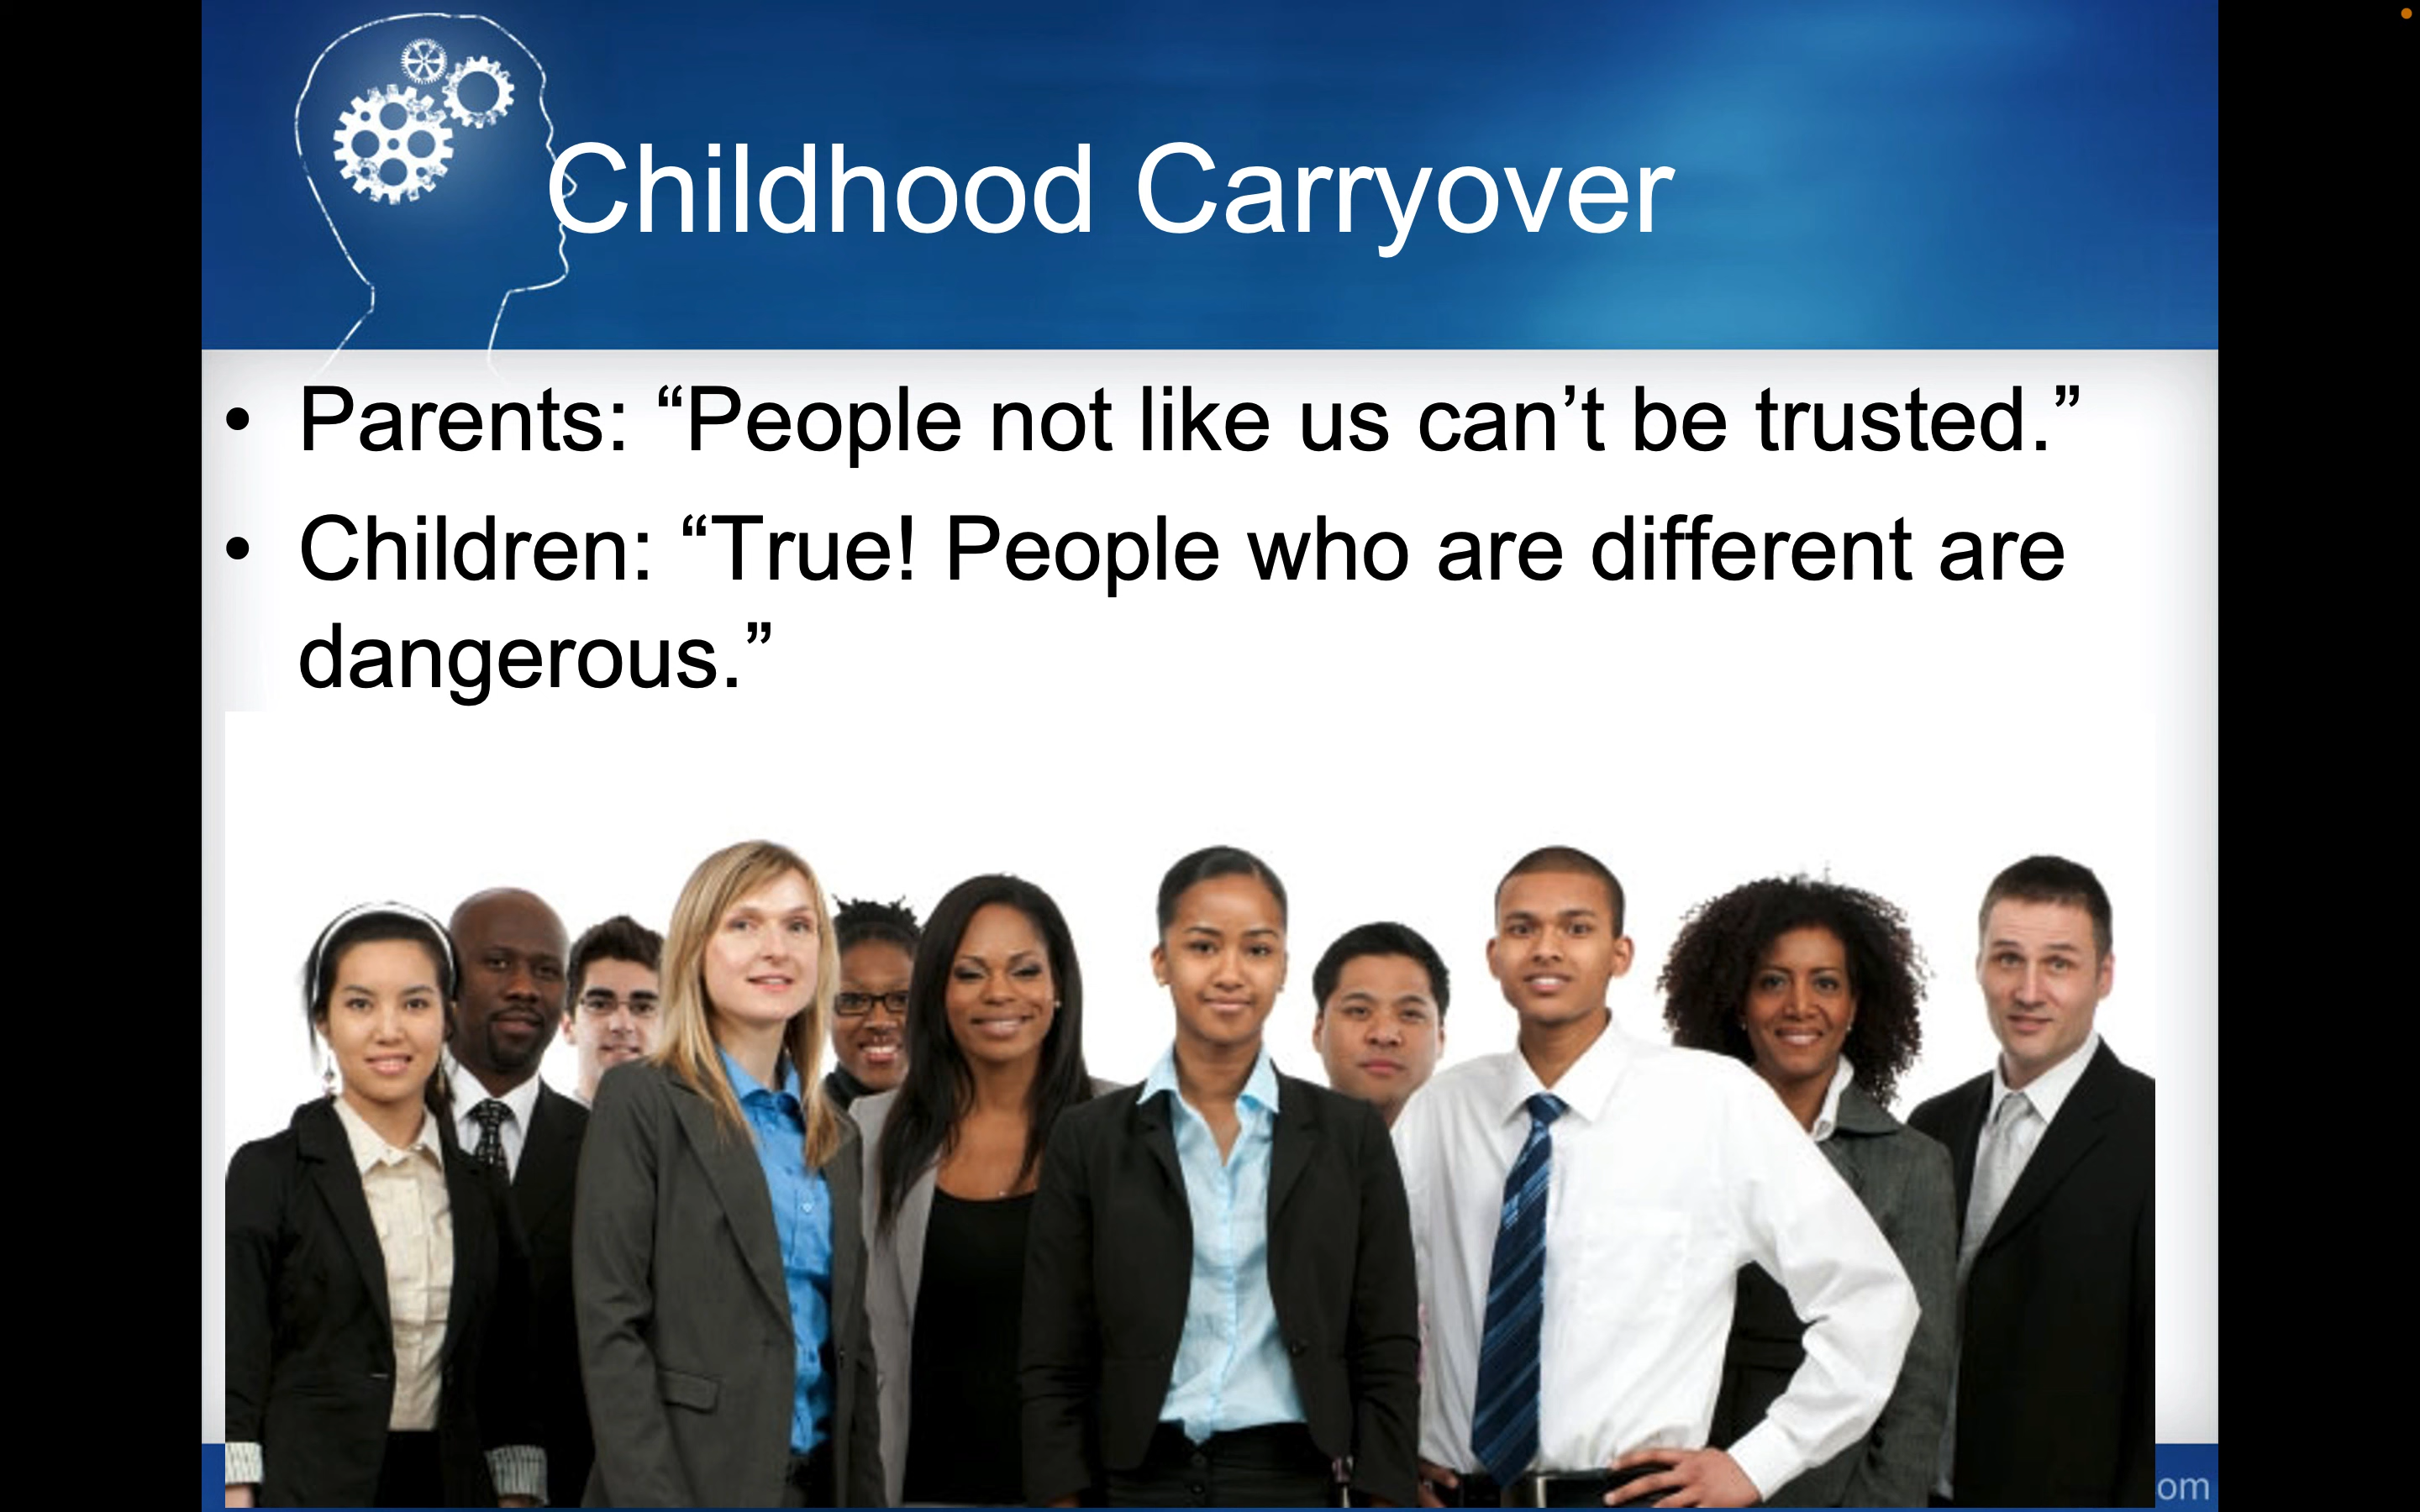 Childhood Carryover
• Parents: “People not like us can’t be trusted.”
• Children: “True! People who are different are
dangerous.”
om